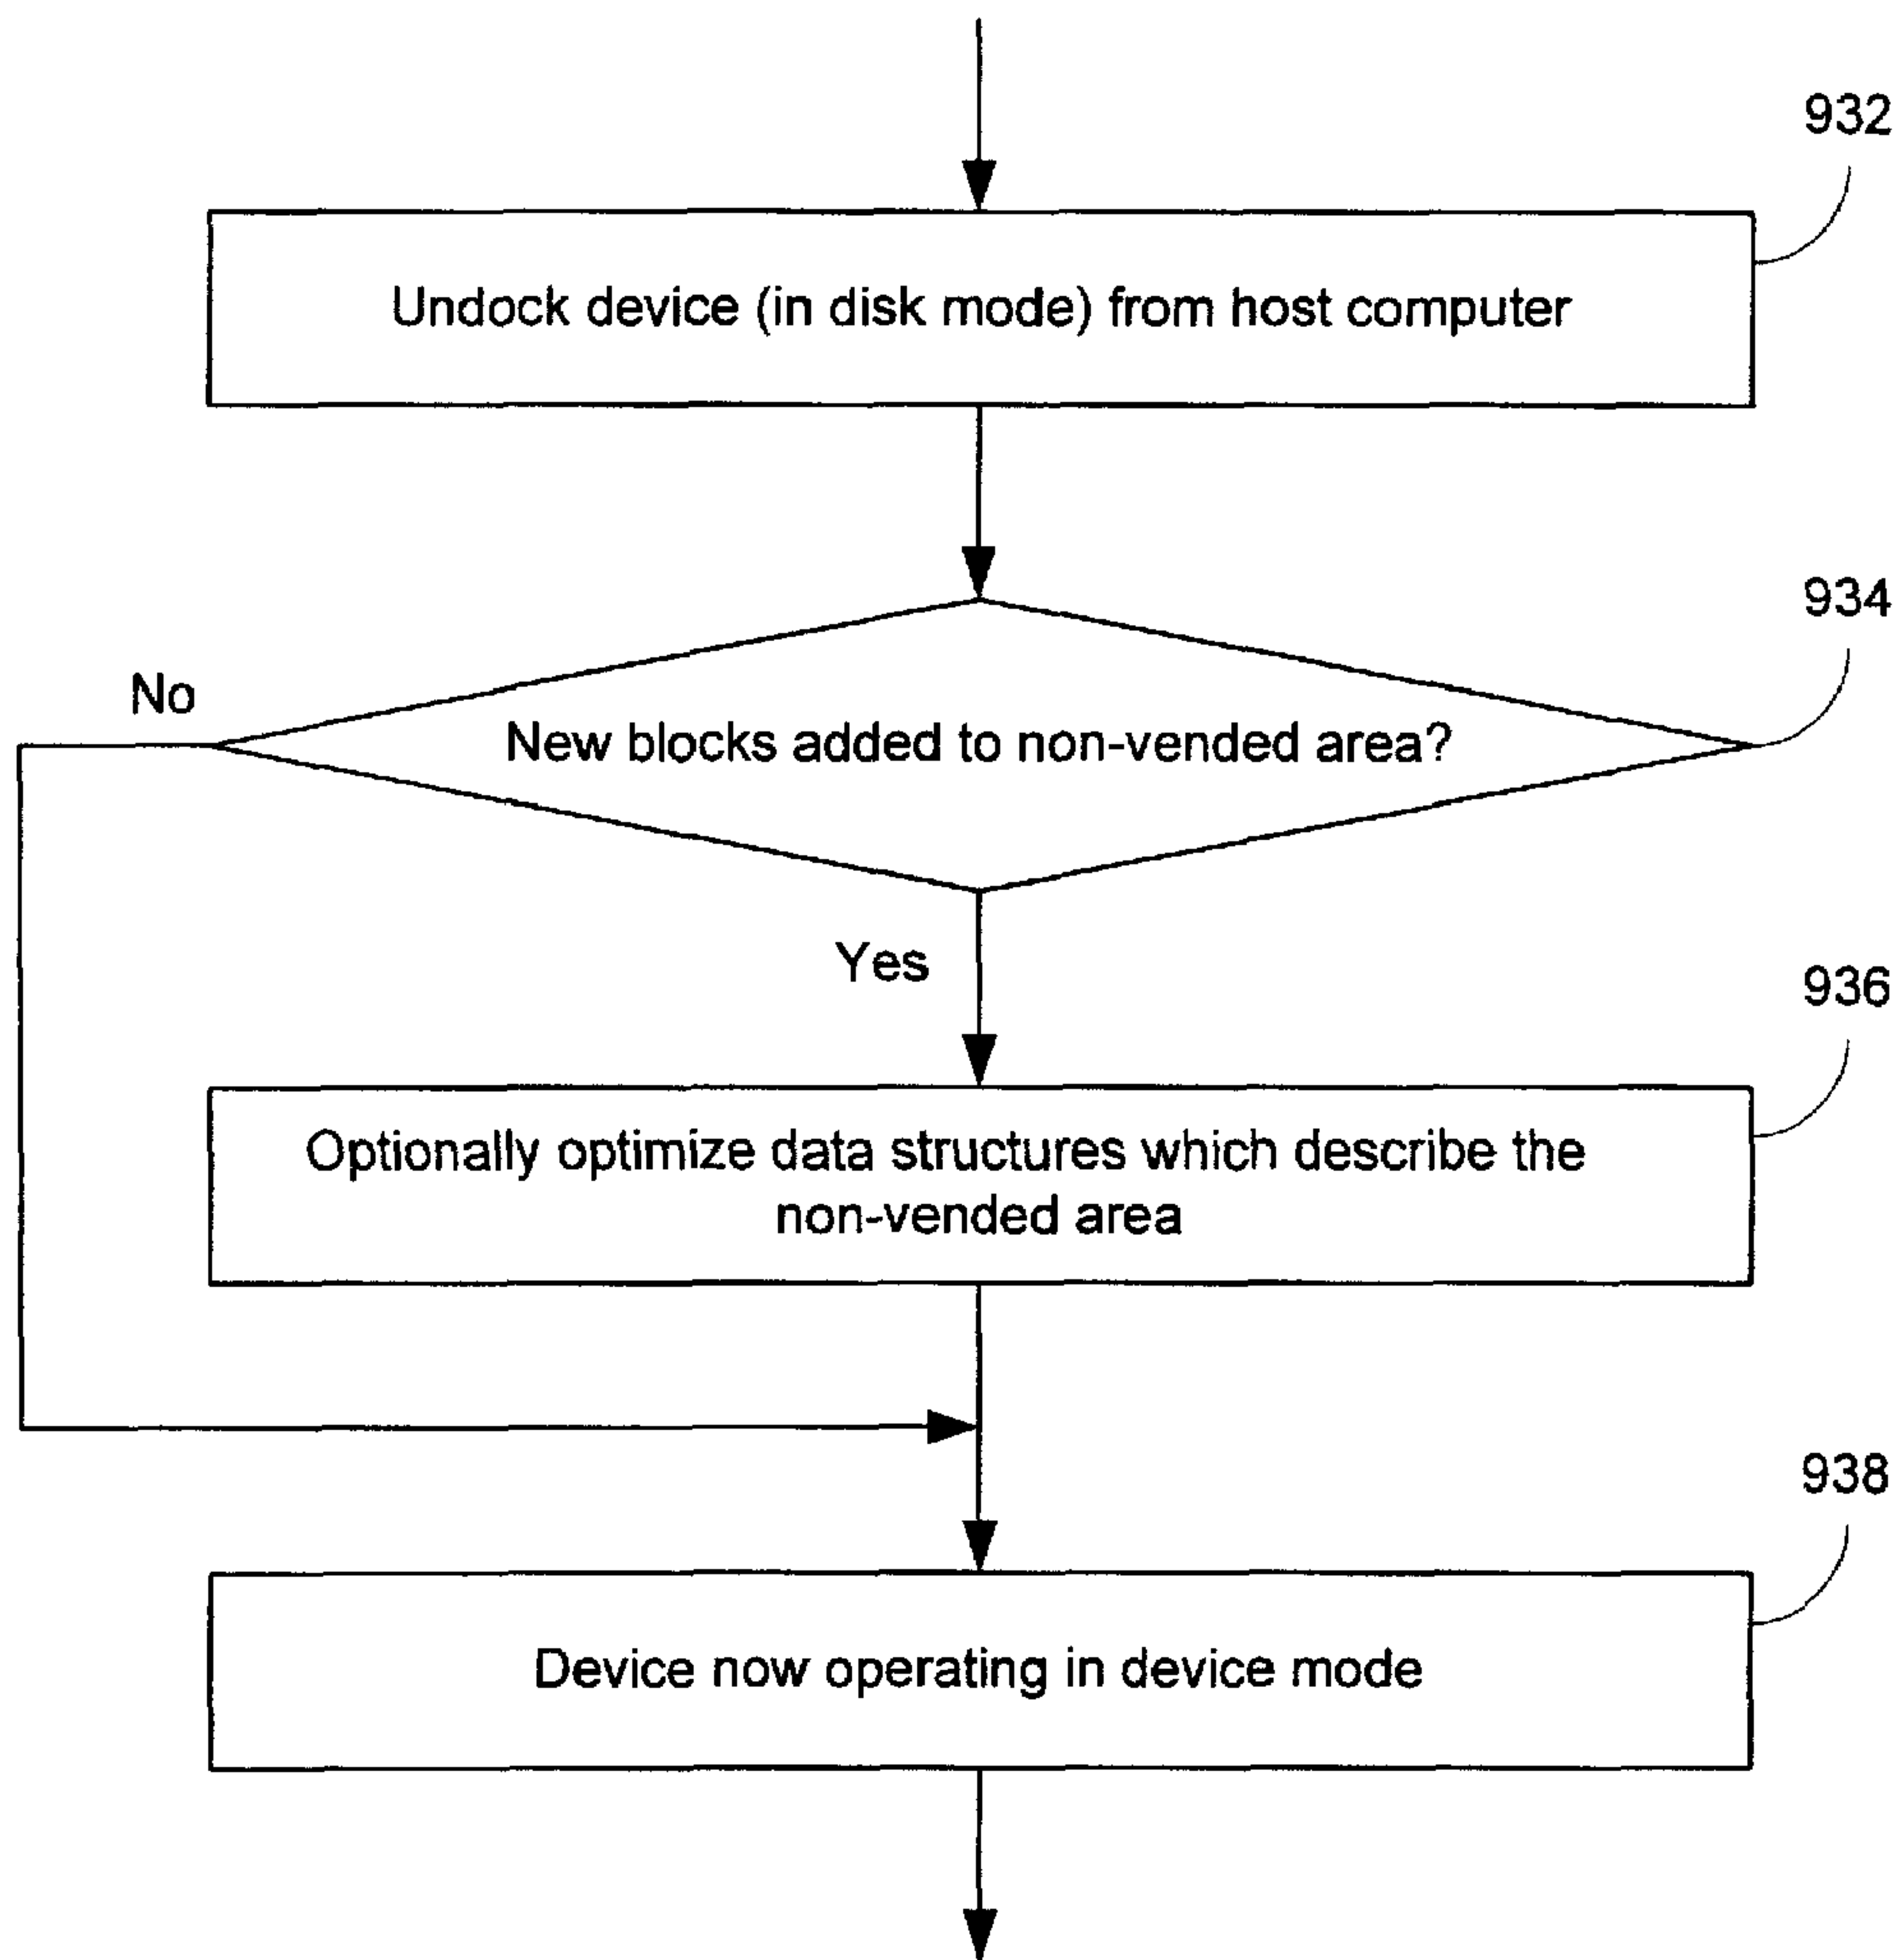 932
Undock device (in disk mode) from host computer
934
No
New blocks added to non-vended area?
Yes
936
Optionally optimize data structures which describe the
non-vended area
938
Device now operating in device mode